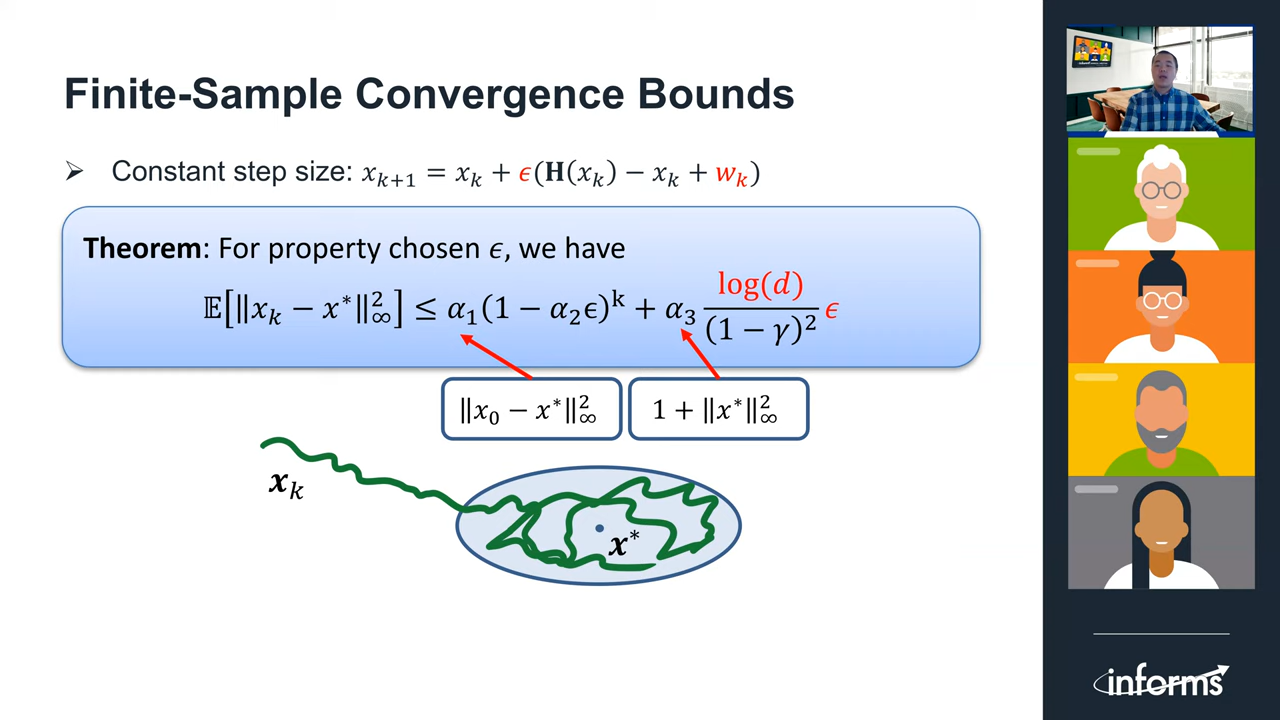 Finite-Sample Convergence Bounds
➢ Constant step size: x_{k+1} = x_k + ϵ(𝐇(x_k) − x_k + w_k)
Theorem: For property chosen ϵ, we have
𝔼[‖x_k − x*‖²_∞] ≤ α₁(1 − α₂ϵ)^k + α₃ log(d)/(1 − γ)² ϵ
‖x₀ − x*‖²_∞
1 + ‖x*‖²_∞
x_k
x*
informs